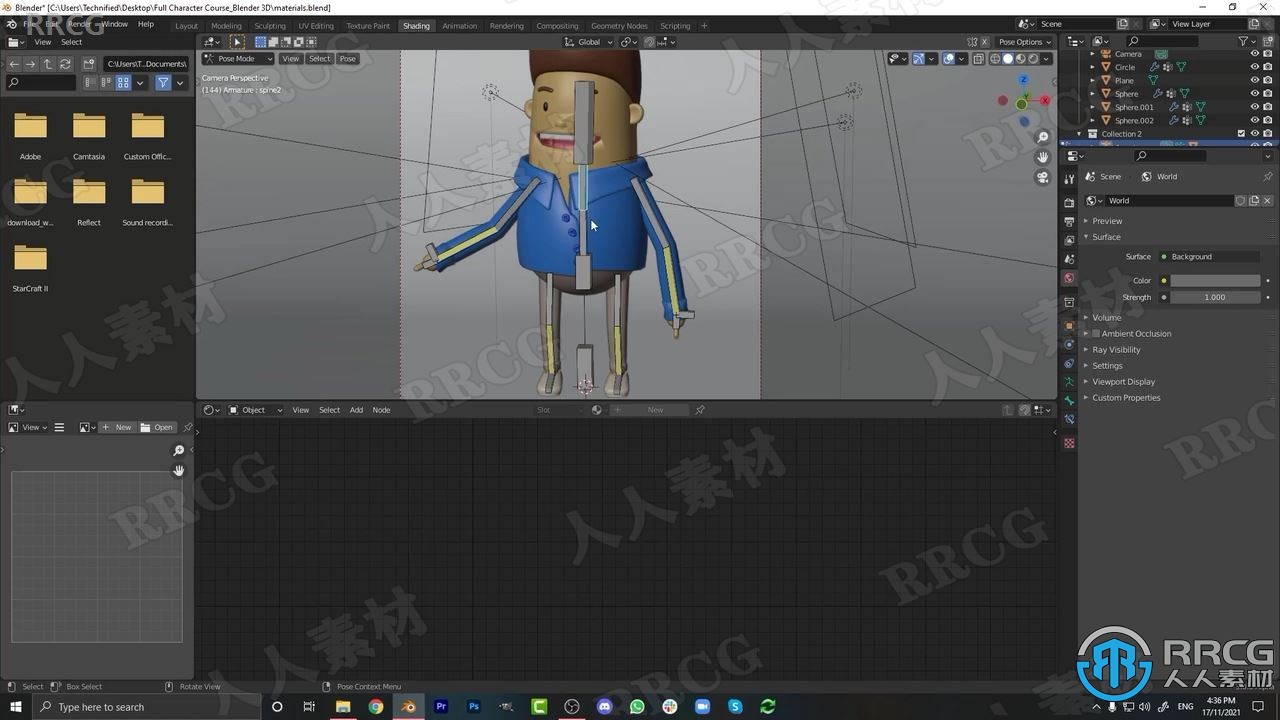 Blender* [C:\Users\Technified\Desktop\Full Character Course_Blender 3D\materials.blend]
File Edit Render Window Help
Layout Modeling Sculpting UV Editing Texture Paint Shading Animation Rendering Compositing Geometry Nodes Scripting +
Scene View Layer
View Select
Global
Pose Options
Pose Mode View Select Pose
C:\Users\T...Documents\
Camera Perspective
(144) Armature : spine2
Adobe Camtasia Custom Offic...
download_w... Reflect Sound recordi...
StarCraft II
Camera
Circle
Plane
Sphere
Sphere.001
Sphere.002
Collection 2
Scene World
World
Preview
Surface
Surface Background
Color
Strength 1.000
Volume
Ambient Occlusion
Ray Visibility
Settings
Viewport Display
Custom Properties
X
Z
Object View Select Add Node Slot New
View New Open
Select Box Select Rotate View Pose Context Menu
Type here to search
ENG
4:36 PM
17/11/2021
RRCG
人人素材